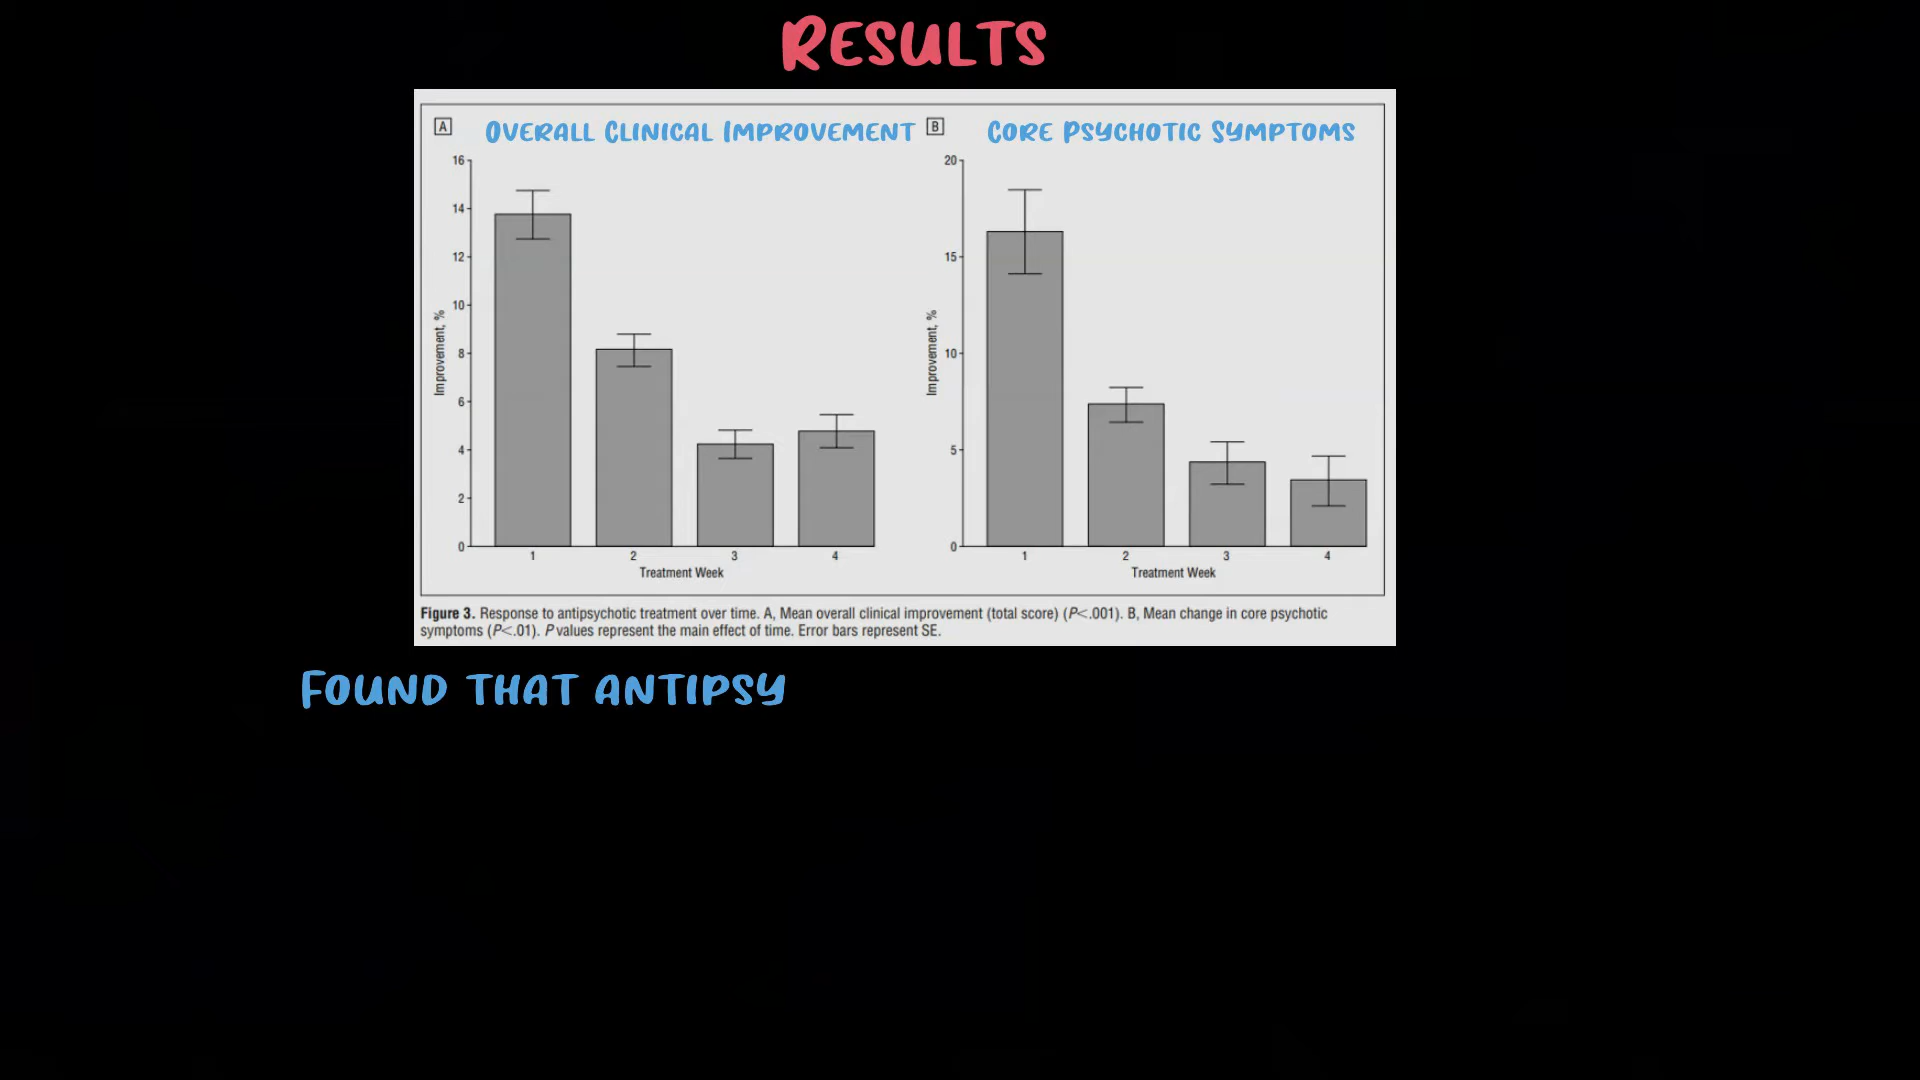 RESULTS
A OVERALL CLINICAL IMPROVEMENT
16
14
12
10
8
6
4
2
0
Improvement, %
1 2 3 4
Treatment Week
B CORE PSYCHOTIC SYMPTOMS
20
15
10
5
0
Improvement, %
1 2 3 4
Treatment Week
Figure 3. Response to antipsychotic treatment over time. A, Mean overall clinical improvement (total score) (P<.001). B, Mean change in core psychotic
symptoms (P<.01). P values represent the main effect of time. Error bars represent SE.
FOUND THAT ANTIPSY